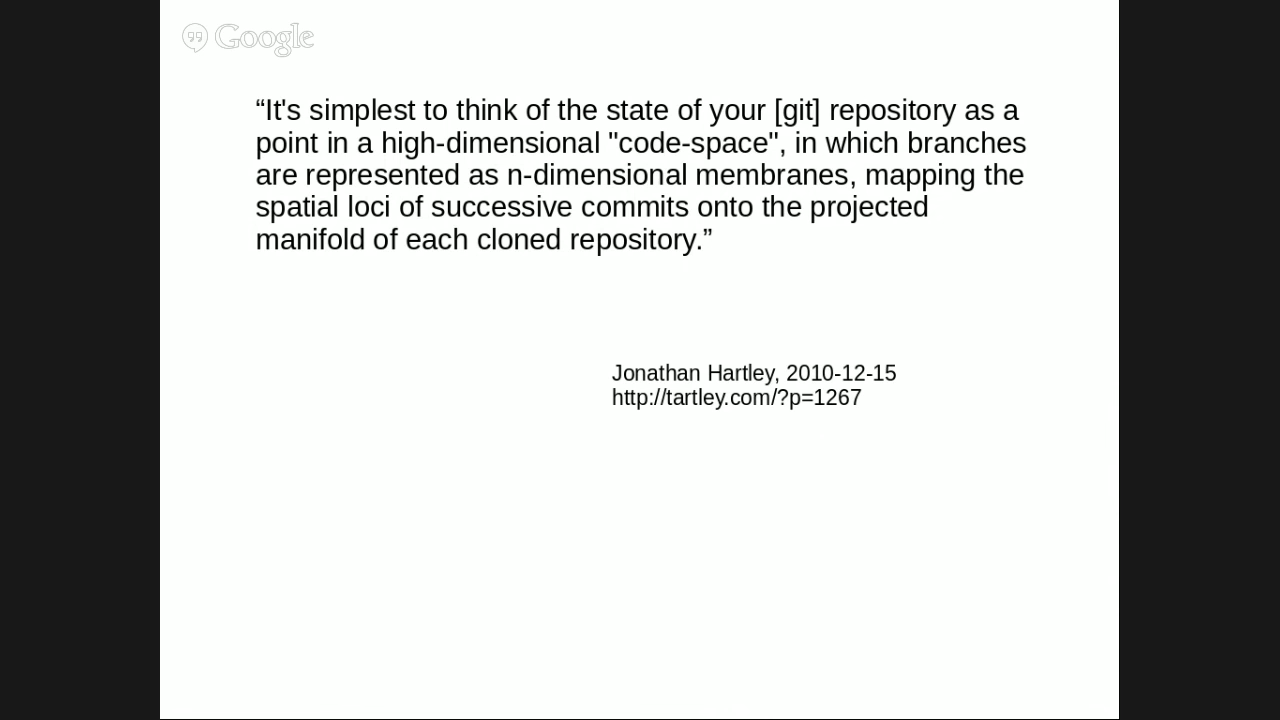 Google
“It's simplest to think of the state of your [git] repository as a
point in a high-dimensional "code-space", in which branches
are represented as n-dimensional membranes, mapping the
spatial loci of successive commits onto the projected
manifold of each cloned repository.”
Jonathan Hartley, 2010-12-15
http://tartley.com/?p=1267